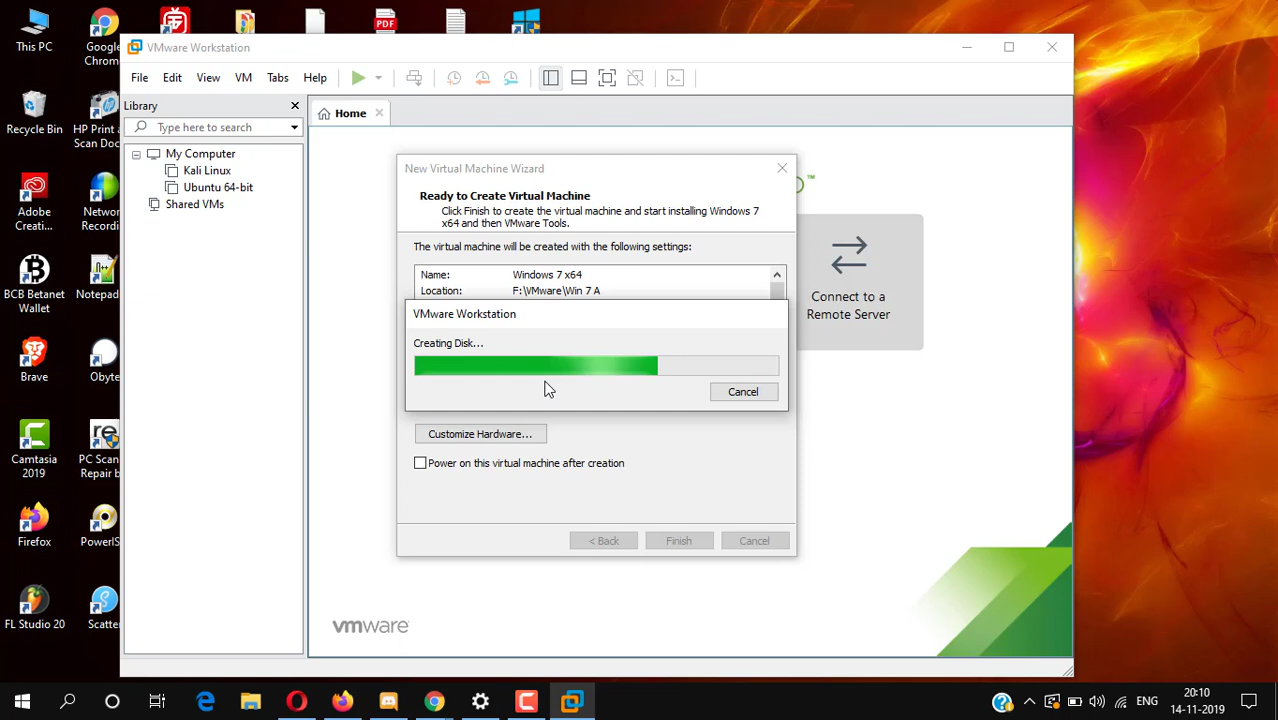 This PC
Google Chrome
PDF
Recycle Bin
HP Print a
Scan Doc
Adobe
Creati...
Networ
Recordi
BCB Betanet
Wallet
Notepad
Brave
Obyte
Camtasia
2019
PC Scan
Repair b
Firefox
PowerIS
FL Studio 20
Scatte
VMware Workstation
File Edit View VM Tabs Help
Library
Type here to search
My Computer
Kali Linux
Ubuntu 64-bit
Shared VMs
Home
New Virtual Machine Wizard
Ready to Create Virtual Machine
Click Finish to create the virtual machine and start installing Windows 7
x64 and then VMware Tools.
The virtual machine will be created with the following settings:
Name: Windows 7 x64
Location: F:\VMware\Win 7 A
VMware Workstation
Creating Disk...
Cancel
Customize Hardware...
Power on this virtual machine after creation
< Back Finish Cancel
™
Connect to a
Remote Server
vmware
ENG
20:10
14-11-2019